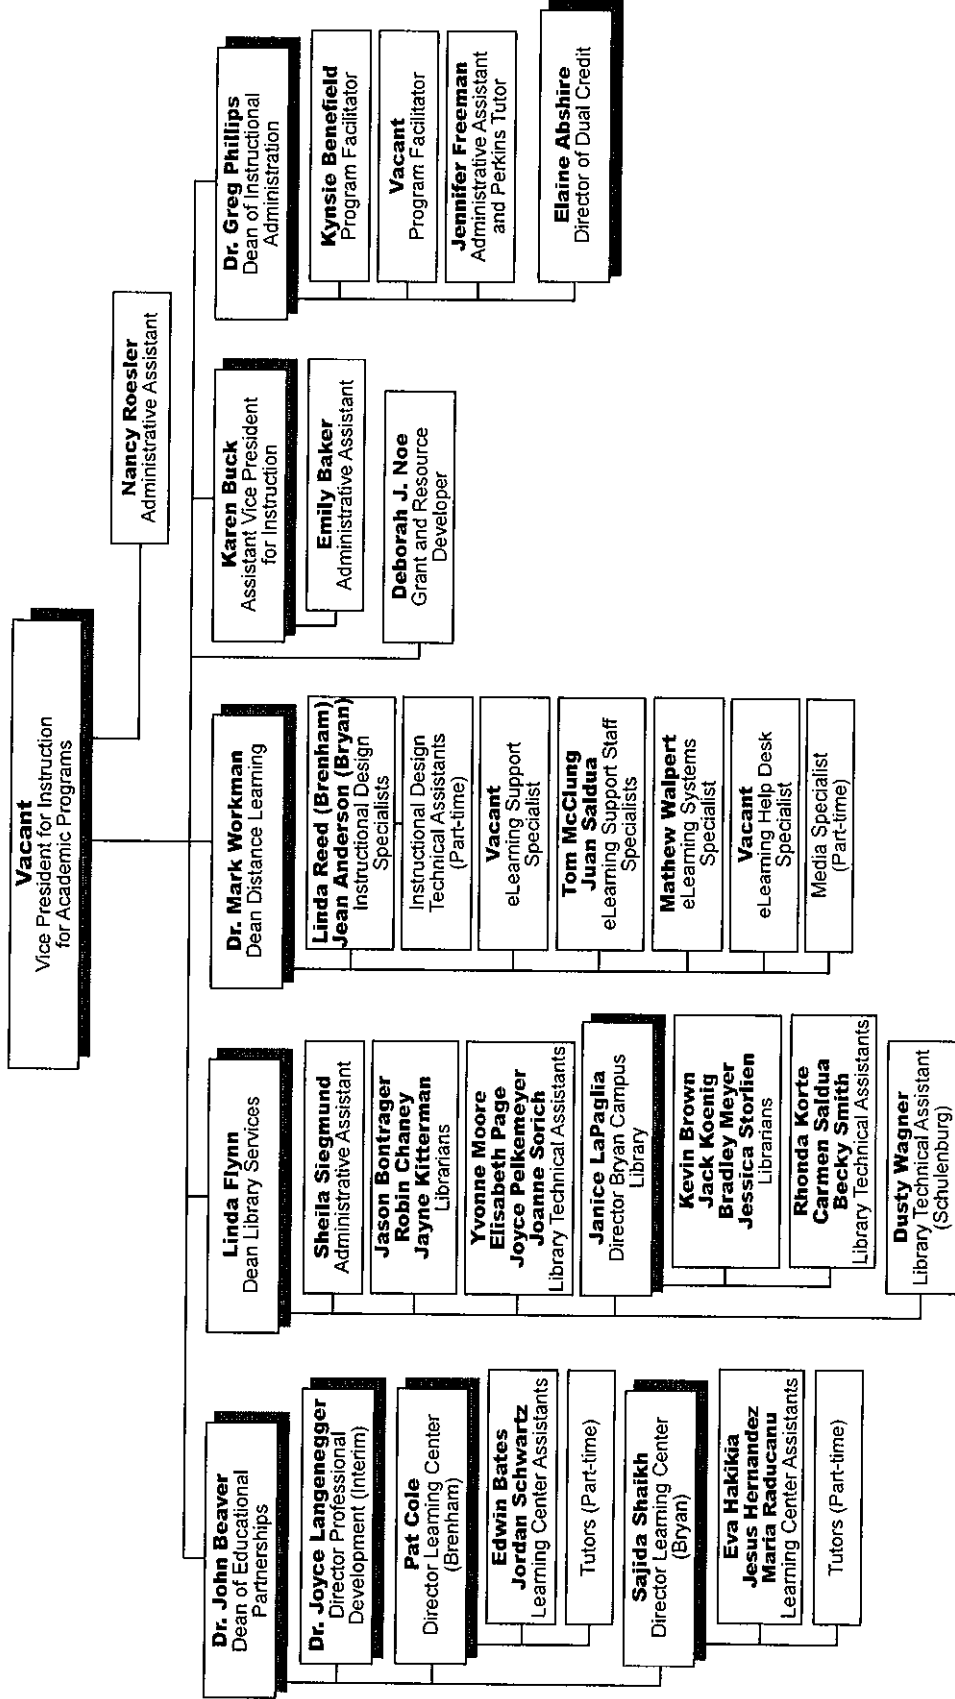 Vacant
Vice President for Instruction
for Academic Programs
Nancy Roesler
Administrative Assistant
Dr. John Beaver
Dean of Educational
Partnerships
Dr. Joyce Langenegger
Director Professional
Development (Interim)
Pat Cole
Director Learning Center
(Brenham)
Edwin Bates
Jordan Schwartz
Learning Center Assistants
Tutors (Part-time)
Sajida Shaikh
Director Learning Center
(Bryan)
Eva Hakikia
Jesus Hernandez
Maria Raducanu
Learning Center Assistants
Tutors (Part-time)
Linda Flynn
Dean Library Services
Sheila Siegmund
Administrative Assistant
Jason Bontrager
Robin Chaney
Jayne Kitterman
Librarians
Yvonne Moore
Elisabeth Page
Joyce Pelkemeyer
Joanne Sorich
Library Technical Assistants
Janice LaPaglia
Director Bryan Campus
Library
Kevin Brown
Jack Koenig
Bradley Meyer
Jessica Storlien
Librarians
Rhonda Korte
Carmen Saldua
Becky Smith
Library Technical Assistants
Dusty Wagner
Library Technical Assistant
(Schulenburg)
Dr. Mark Workman
Dean Distance Learning
Linda Reed (Brenham)
Jean Anderson (Bryan)
Instructional Design
Specialists
Instructional Design
Technical Assistants
(Part-time)
Vacant
eLearning Support
Specialist
Tom McClung
Juan Saldua
eLearning Support Staff
Specialists
Mathew Walpert
eLearning Systems
Specialist
Vacant
eLearning Help Desk
Specialist
Media Specialist
(Part-time)
Karen Buck
Assistant Vice President
for Instruction
Emily Baker
Administrative Assistant
Deborah J. Noe
Grant and Resource
Developer
Dr. Greg Phillips
Dean of Instructional
Administration
Kynsie Benefield
Program Facilitator
Vacant
Program Facilitator
Jennifer Freeman
Administrative Assistant
and Perkins Tutor
Elaine Abshire
Director of Dual Credit